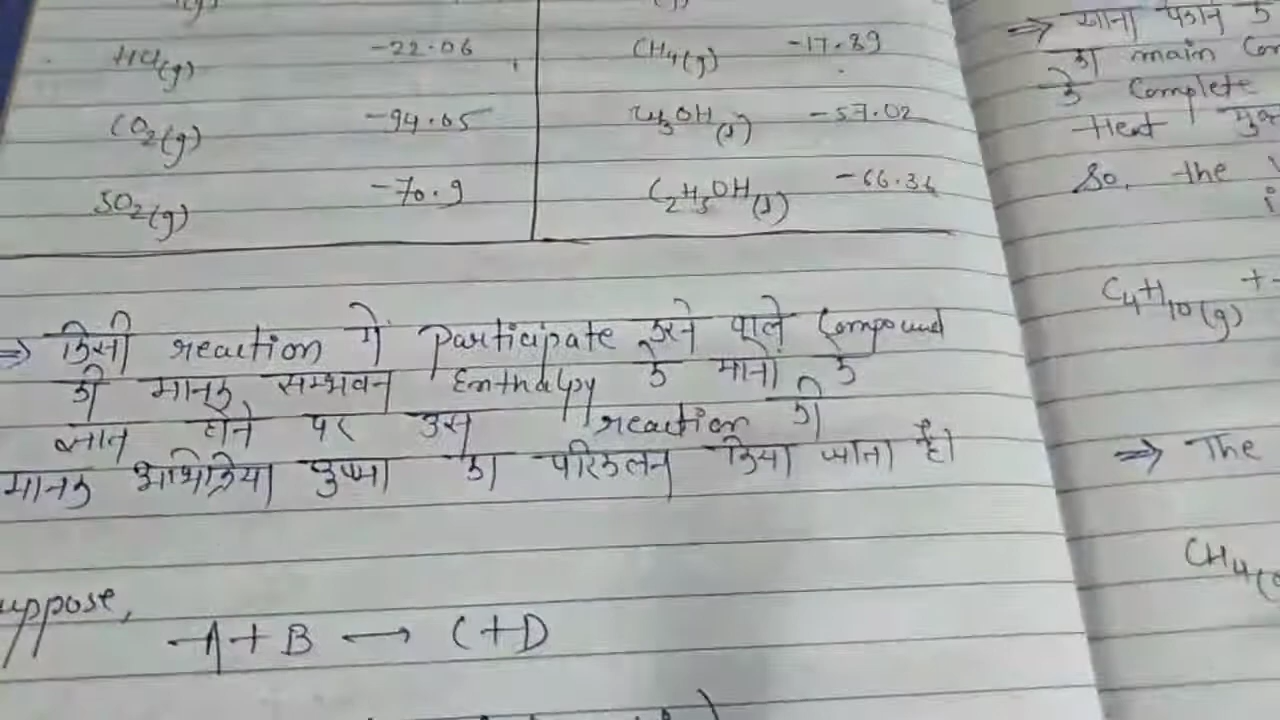 HCl(g) -22.06 CH4(g) -17.89
CO2(g) -94.05 CH3OH(l) -57.02
SO2(g) -70.9 C2H5OH(l) -66.36
⇒ किसी reaction में Participate करने वाले Compound
की मानक सम्भवन Enthalpy के मानों के
ज्ञात होने पर उस reaction की
मानक अभिक्रिया ऊष्मा का परिकलन किया जाता है।
uppose,
A + B ⟶ C + D
⇒ खाना पकाने के
का main Com
के Complete
Heat मुक्
So, the
C4H10(g) +
⇒ The
CH4(